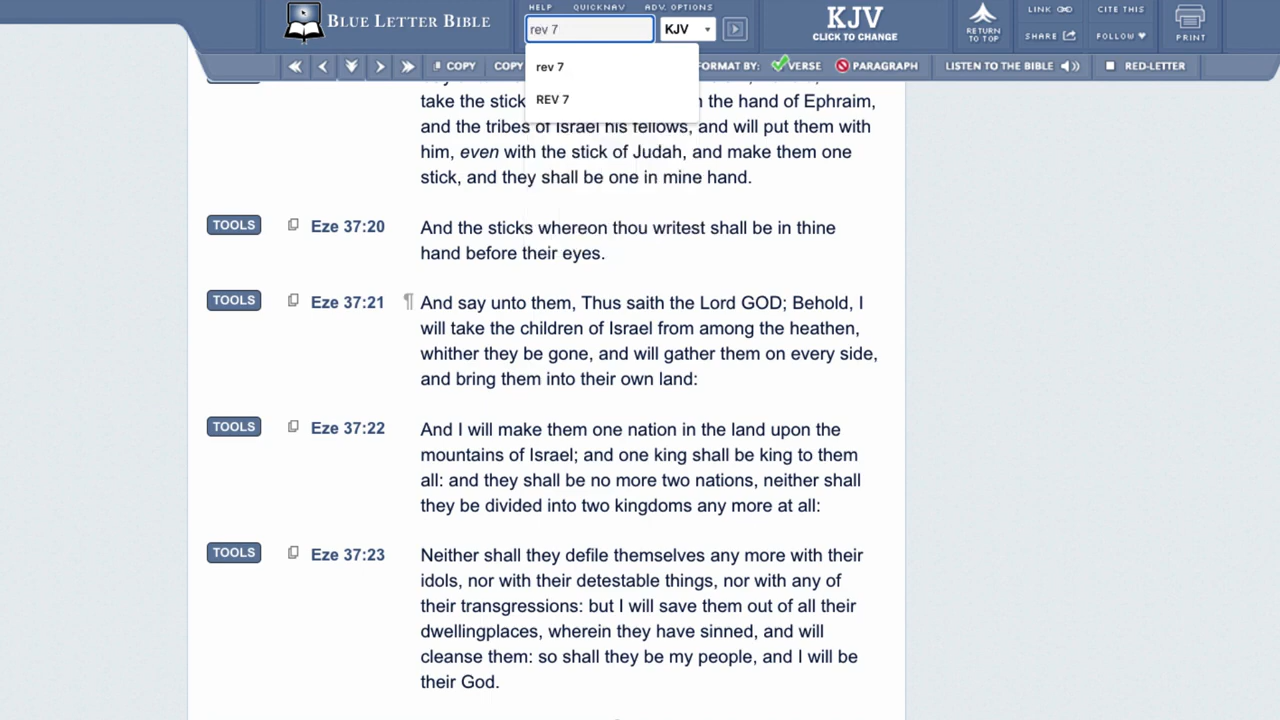 HELP QUICKNAV ADV. OPTIONS
BLUE LETTER BIBLE
rev 7
KJV
KJV
CLICK TO CHANGE
RETURN
TO TOP
LINK
CITE THIS
SHARE
FOLLOW
PRINT
COPY
COPY
FORMAT BY:
VERSE
PARAGRAPH
LISTEN TO THE BIBLE
RED-LETTER
rev 7
REV 7
take the stick the hand of Ephraim,
and the tribes of Israel his fellows, and will put them with
him, even with the stick of Judah, and make them one
stick, and they shall be one in mine hand.
TOOLS Eze 37:20 And the sticks whereon thou writest shall be in thine
hand before their eyes.
TOOLS Eze 37:21 ¶ And say unto them, Thus saith the Lord GOD; Behold, I
will take the children of Israel from among the heathen,
whither they be gone, and will gather them on every side,
and bring them into their own land:
TOOLS Eze 37:22 And I will make them one nation in the land upon the
mountains of Israel; and one king shall be king to them
all: and they shall be no more two nations, neither shall
they be divided into two kingdoms any more at all:
TOOLS Eze 37:23 Neither shall they defile themselves any more with their
idols, nor with their detestable things, nor with any of
their transgressions: but I will save them out of all their
dwellingplaces, wherein they have sinned, and will
cleanse them: so shall they be my people, and I will be
their God.